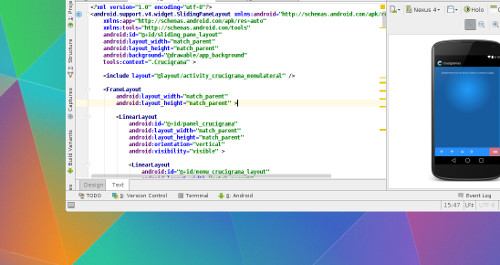 <?xml version="1.0" encoding="utf-8"?>
<android.support.v4.widget.SlidingPaneLayout xmlns:android="http://schemas.android.com/apk/re
xmlns:app="http://schemas.android.com/apk/res-auto"
xmlns:tools="http://schemas.android.com/tools"
android:id="@+id/sliding_pane_layout"
android:layout_width="match_parent"
android:layout_height="match_parent"
android:background="@drawable/app_background"
tools:context=".Crucigrama" >
<include layout="@layout/activity_crucigrama_menulateral" />
<FrameLayout
android:layout_width="match_parent"
android:layout_height="match_parent" >
<LinearLayout
android:id="@+id/panel_crucigrama"
android:layout_width="match_parent"
android:layout_height="match_parent"
android:orientation="vertical"
android:visibility="visible" >
<LinearLayout
android:id="@+id/menu_crucigrama_layout"
Structure
Captures
Build Variants
Nexus 4
Holo
Design Text
TODO 9: Version Control Terminal 6: Android Event Log
15:47 LF UTF-8